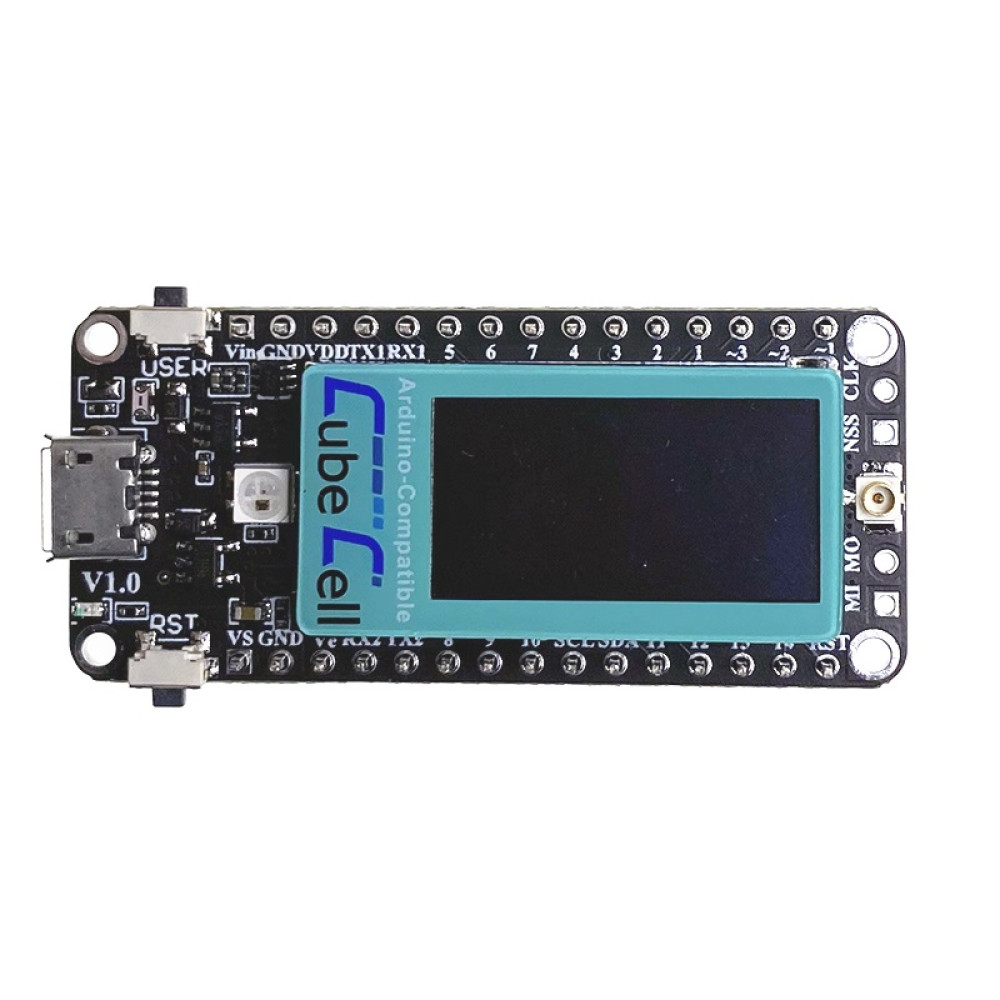 Vin GND VDD TX1 RX1 5 6 7 4 3 2 1 ~3 ~2 ~1
USER
Cube Cell
Arduino-Compatible
CLK
NSS
MO
MI
V1.0
RST
VS GND Ve RX2 TX2 8 9 10 SCL SDA 11 12 13 14 RST